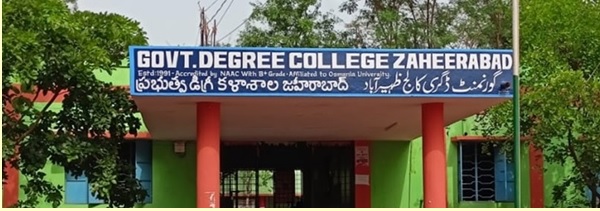 GOVT. DEGREE COLLEGE ZAHEERABAD
Estd:1991 - Accredited by NAAC With B+ Grade - Affiliated to Osmania University
ప్రభుత్వ డిగ్రీ కళాశాల జహీరాబాద్ گورنمنٹ ڈگری کالج ظہیر آباد